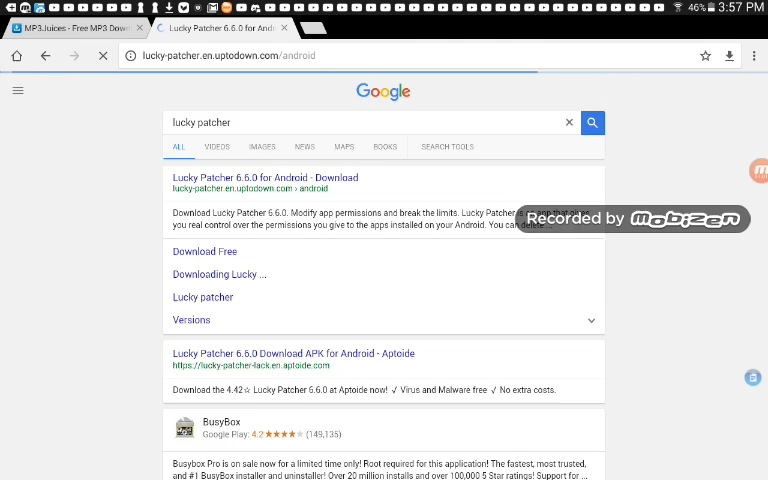 46% 3:57 PM
MP3Juices - Free MP3 Down
Lucky Patcher 6.6.0 for Andr
lucky-patcher.en.uptodown.com/android
Google
lucky patcher
ALL VIDEOS IMAGES NEWS MAPS BOOKS SEARCH TOOLS
Lucky Patcher 6.6.0 for Android - Download
lucky-patcher.en.uptodown.com › android
Download Lucky Patcher 6.6.0. Modify app permissions and break the limits. Lucky Patcher is an app that gives
you real control over the permissions you give to the apps installed on your Android. You can delete ...
Recorded by mobizen
Download Free
Downloading Lucky ...
Lucky patcher
Versions
Lucky Patcher 6.6.0 Download APK for Android - Aptoide
https://lucky-patcher-lack.en.aptoide.com
Download the 4.42☆ Lucky Patcher 6.6.0 at Aptoide now! √ Virus and Malware free √ No extra costs.
BusyBox
Google Play: 4.2 ★★★★★ (149,135)
Busybox Pro is on sale now for a limited time only! Root required for this application! The fastest, most trusted,
and #1 BusyBox installer and uninstaller! Over 20 million installs and over 100,000 5 Star ratings! Support for ...